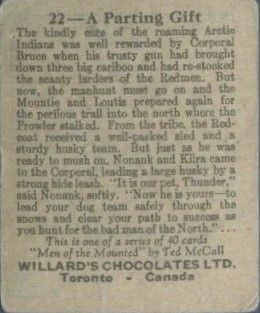 22—A Parting Gift
The kindly care of the roaming Arctic
Indians was well rewarded by Corporal
Bruce when his trusty gun had brought
down three big cariboo and had re-stocked
the scanty larders of the Redmen. But
now, the manhunt must go on and
the Mountie and Loutis prepared again for
the perilous trail into the north where the
Prowler stalked. From the tribe, the Red-
coat received a well-packed sled and a
sturdy husky team. But just as he was
ready to mush on, Nonank and Kilra came
to the Corporal, leading a large husky by a
strong hide leash. "It is our pet, Thunder,"
said Nonank, softly. "Now he is yours—to
lead your dog team safely through the
snows and clear your path to success as
you hunt for the bad man of the North."...
This is one of a series of 40 cards
"Men of the Mounted" by Ted McCall
WILLARD'S CHOCOLATES LTD.
Toronto - Canada